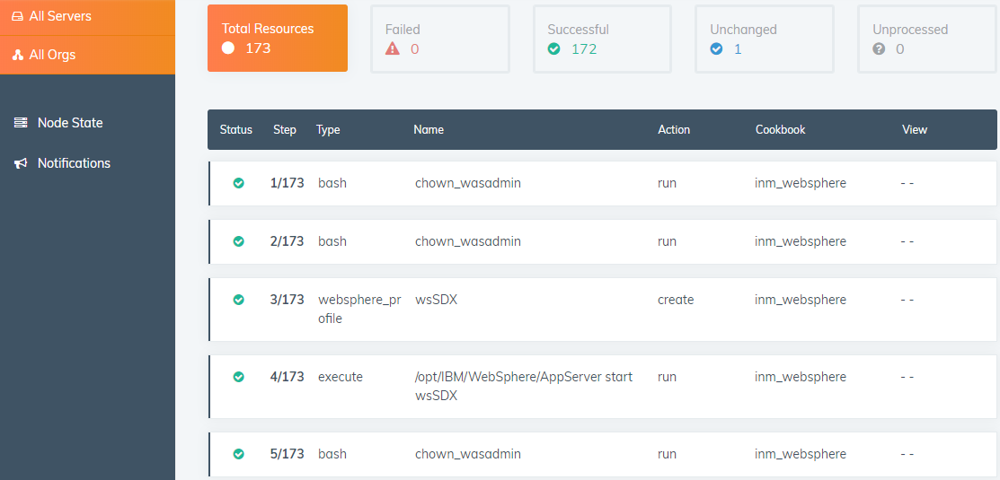 All Servers
All Orgs
Node State
Notifications
Total Resources
173
Failed
0
Successful
172
Unchanged
1
Unprocessed
0
Status Step Type Name Action Cookbook View
1/173 bash chown_wasadmin run inm_websphere - -
2/173 bash chown_wasadmin run inm_websphere - -
3/173 websphere_pr wsSDX create inm_websphere - -
ofile
4/173 execute /opt/IBM/WebSphere/AppServer start run inm_websphere - -
wsSDX
5/173 bash chown_wasadmin run inm_websphere - -